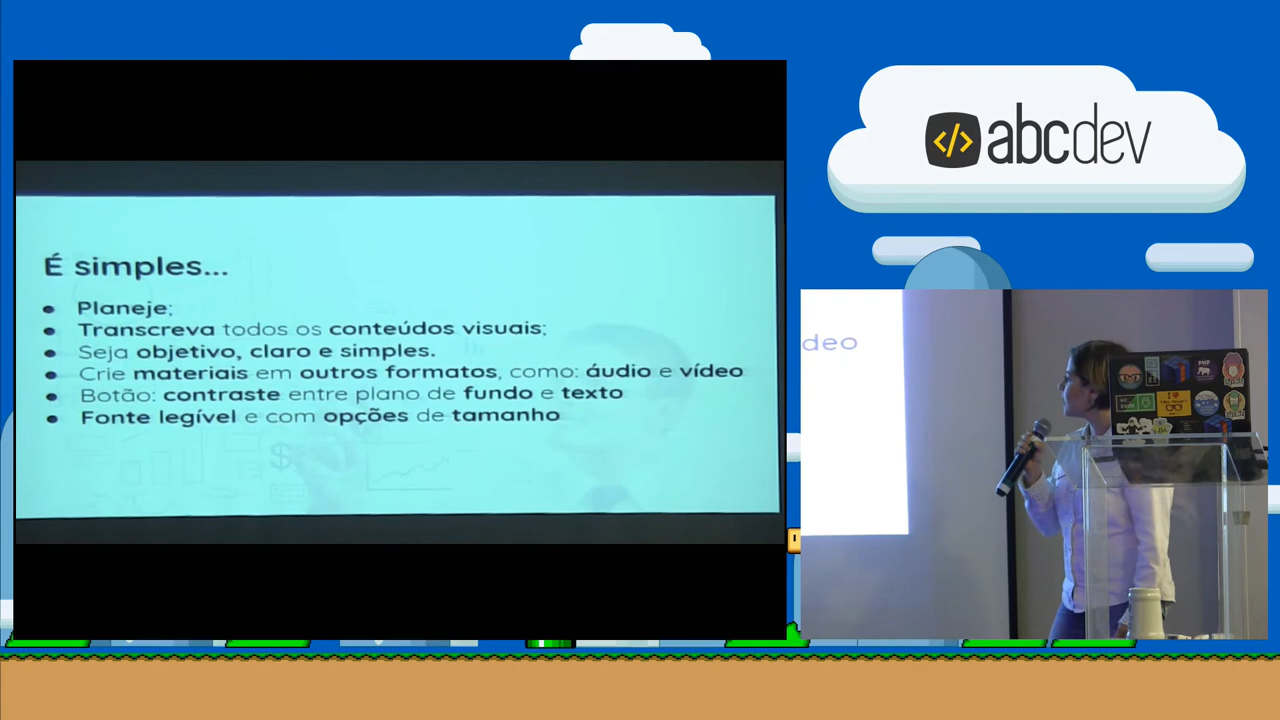 abcdev
É simples...
Planeje;
Transcreva todos os conteúdos visuais;
Seja objetivo, claro e simples.
Crie materiais em outros formatos, como: áudio e vídeo
Botão: contraste entre plano de fundo e texto
Fonte legível e com opções de tamanho
deo
PHP